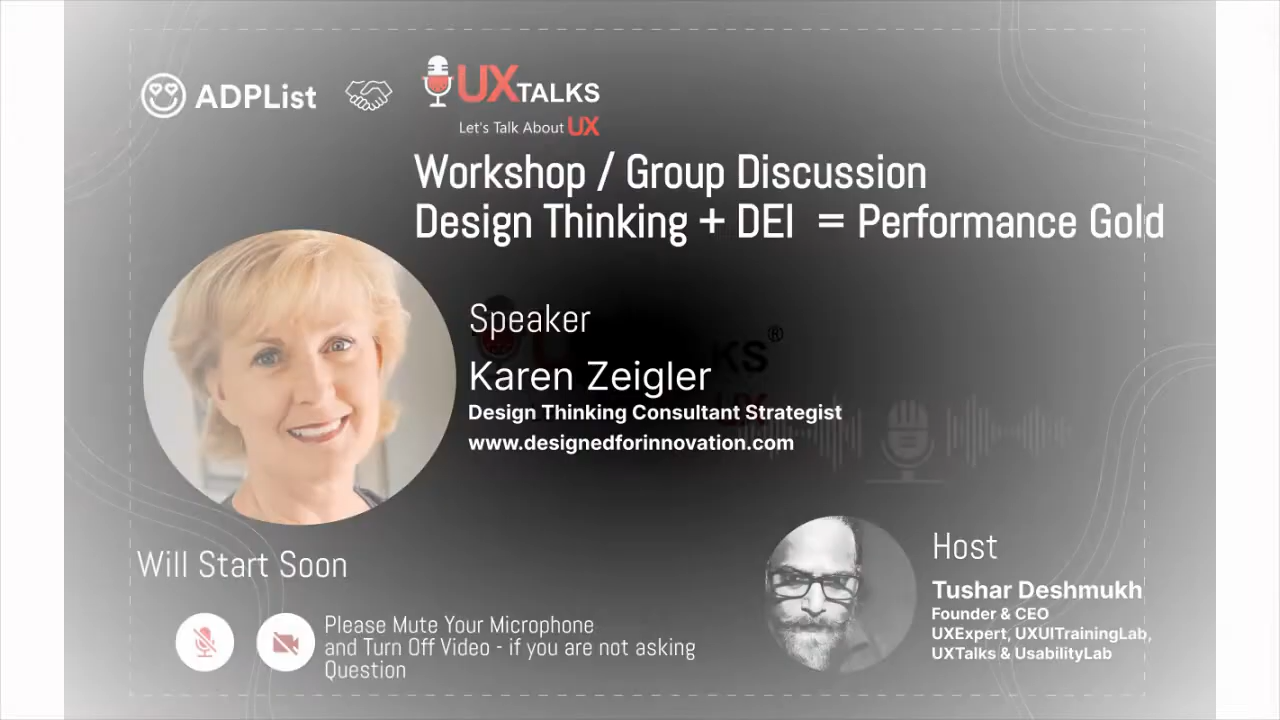 ADPList
UXTALKS
Let's Talk About UX
Workshop / Group Discussion
Design Thinking + DEI = Performance Gold
Speaker
KS®
Karen Zeigler
Design Thinking Consultant Strategist
www.designedforinnovation.com
Will Start Soon
Please Mute Your Microphone
and Turn Off Video - if you are not asking
Question
Host
Tushar Deshmukh
Founder & CEO
UXExpert, UXUITrainingLab,
UXTalks & UsabilityLab